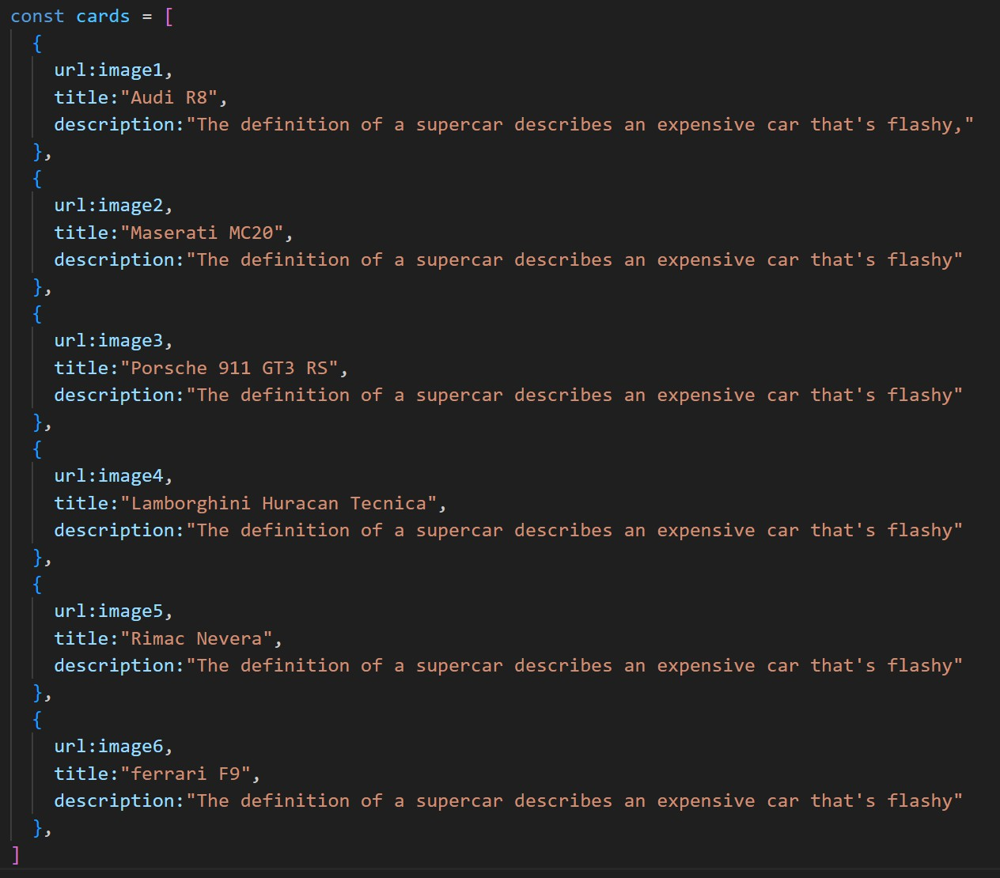 const cards = [
{
url:image1,
title:"Audi R8",
description:"The definition of a supercar describes an expensive car that's flashy,"
},
{
url:image2,
title:"Maserati MC20",
description:"The definition of a supercar describes an expensive car that's flashy"
},
{
url:image3,
title:"Porsche 911 GT3 RS",
description:"The definition of a supercar describes an expensive car that's flashy"
},
{
url:image4,
title:"Lamborghini Huracan Tecnica",
description:"The definition of a supercar describes an expensive car that's flashy"
},
{
url:image5,
title:"Rimac Nevera",
description:"The definition of a supercar describes an expensive car that's flashy"
},
{
url:image6,
title:"ferrari F9",
description:"The definition of a supercar describes an expensive car that's flashy"
},
]